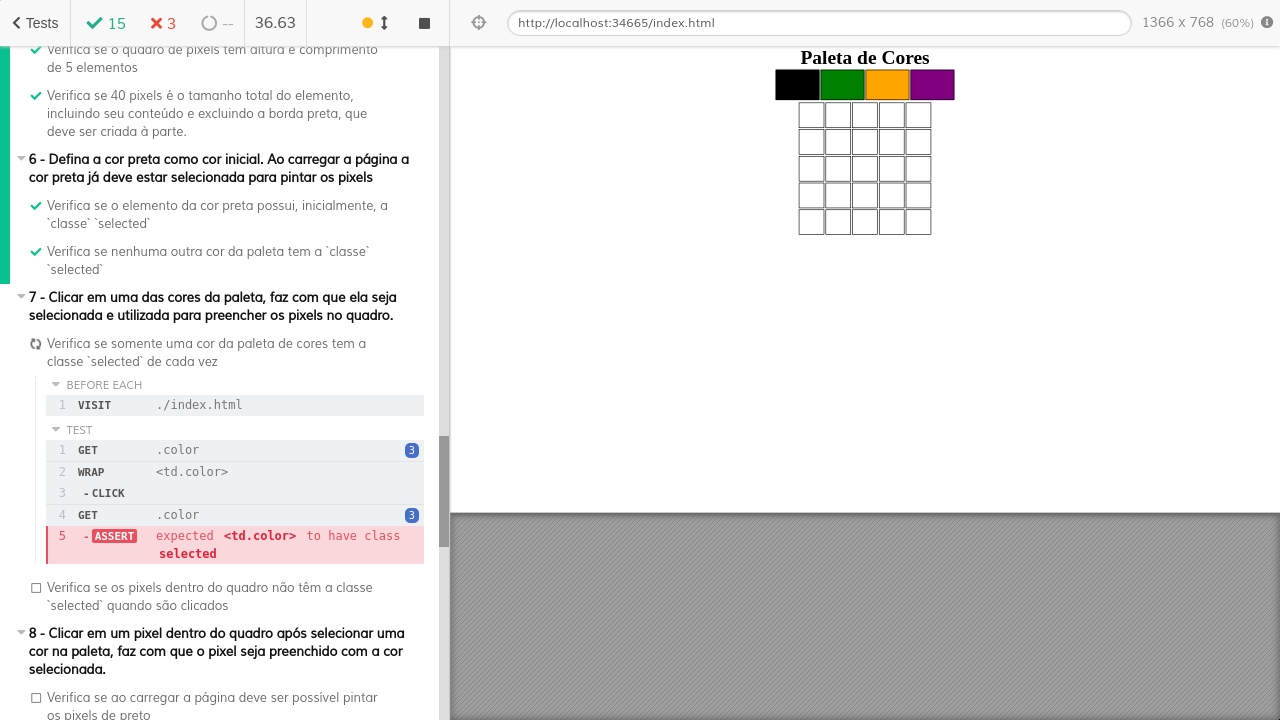 Tests
15
3
--
36.63
http://localhost:34665/index.html
1366 x 768 (60%)
Verifica se o quadro de pixels têm altura e comprimento
de 5 elementos
Verifica se 40 pixels é o tamanho total do elemento,
incluindo seu conteúdo e excluindo a borda preta, que
deve ser criada à parte.
6 - Defina a cor preta como cor inicial. Ao carregar a página a
cor preta já deve estar selecionada para pintar os pixels
Verifica se o elemento da cor preta possui, inicialmente, a
`classe` `selected`
Verifica se nenhuma outra cor da paleta tem a `classe`
`selected`
7 - Clicar em uma das cores da paleta, faz com que ela seja
selecionada e utilizada para preencher os pixels no quadro.
Verifica se somente uma cor da paleta de cores tem a
classe `selected` de cada vez
BEFORE EACH
1 VISIT ./index.html
TEST
1 GET .color 3
2 WRAP <td.color>
3 -CLICK
4 GET .color 3
5 -ASSERT expected <td.color> to have class
selected
Verifica se os pixels dentro do quadro não têm a classe
`selected` quando são clicados
8 - Clicar em um pixel dentro do quadro após selecionar uma
cor na paleta, faz com que o pixel seja preenchido com a cor
selecionada.
Verifica se ao carregar a página deve ser possível pintar
os pixels de preto
Paleta de Cores